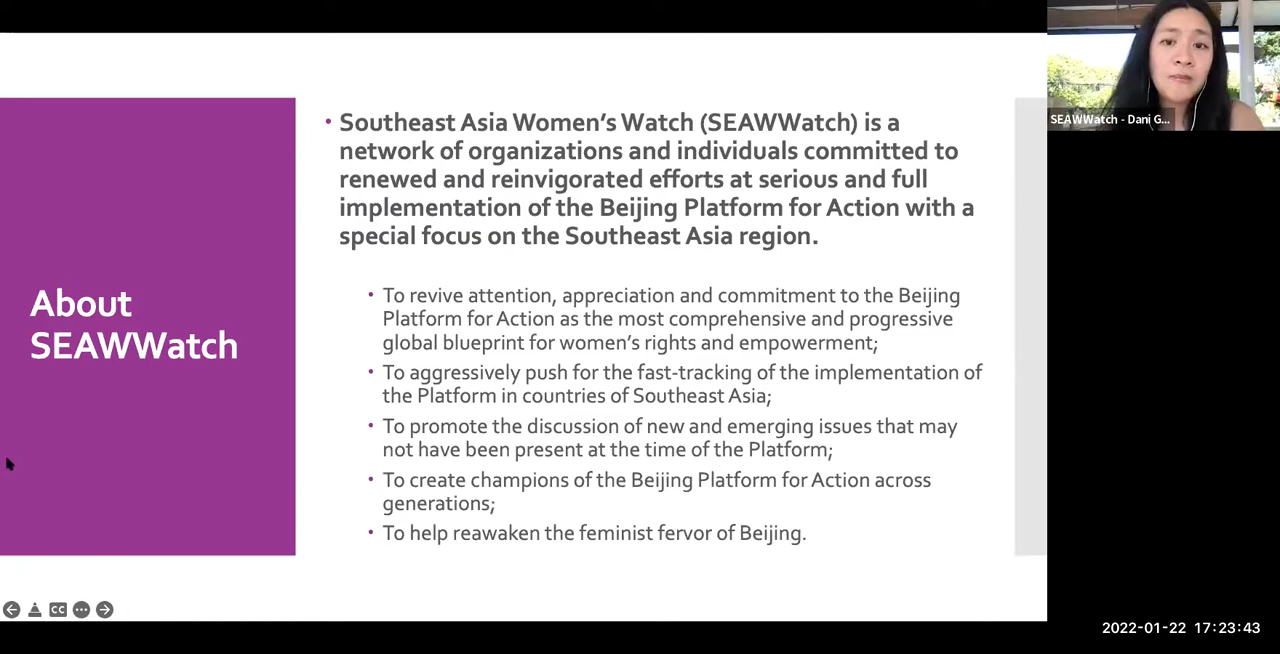 About
SEAWWatch
• Southeast Asia Women’s Watch (SEAWWatch) is a
network of organizations and individuals committed to
renewed and reinvigorated efforts at serious and full
implementation of the Beijing Platform for Action with a
special focus on the Southeast Asia region.
• To revive attention, appreciation and commitment to the Beijing
Platform for Action as the most comprehensive and progressive
global blueprint for women’s rights and empowerment;
• To aggressively push for the fast-tracking of the implementation of
the Platform in countries of Southeast Asia;
• To promote the discussion of new and emerging issues that may
not have been present at the time of the Platform;
• To create champions of the Beijing Platform for Action across
generations;
• To help reawaken the feminist fervor of Beijing.
SEAWWatch - Dani G...
CC
2022-01-22 17:23:43